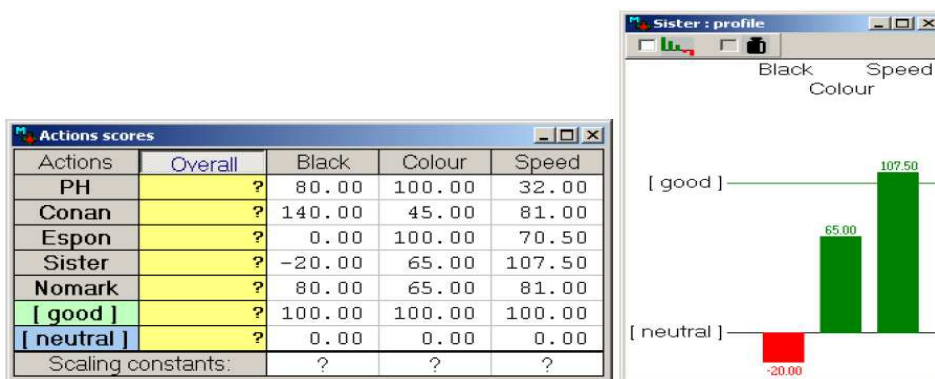 Actions scores
Actions Overall Black Colour Speed
PH ? 80.00 100.00 32.00
Conan ? 140.00 45.00 81.00
Espon ? 0.00 100.00 70.50
Sister ? -20.00 65.00 107.50
Nomark ? 80.00 65.00 81.00
[ good ] ? 100.00 100.00 100.00
[ neutral ] ? 0.00 0.00 0.00
Scaling constants: ? ? ?
Sister : profile
Black Speed
Colour
107.50
[ good ]
65.00
[ neutral ]
-20.00